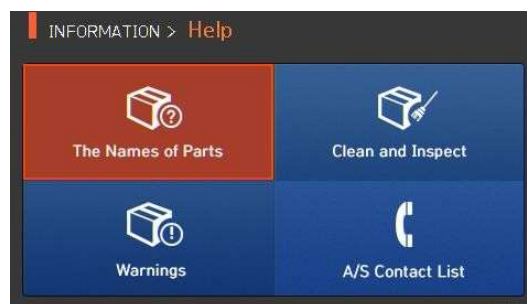 INFORMATION > Help
The Names of Parts
Clean and Inspect
Warnings
A/S Contact List